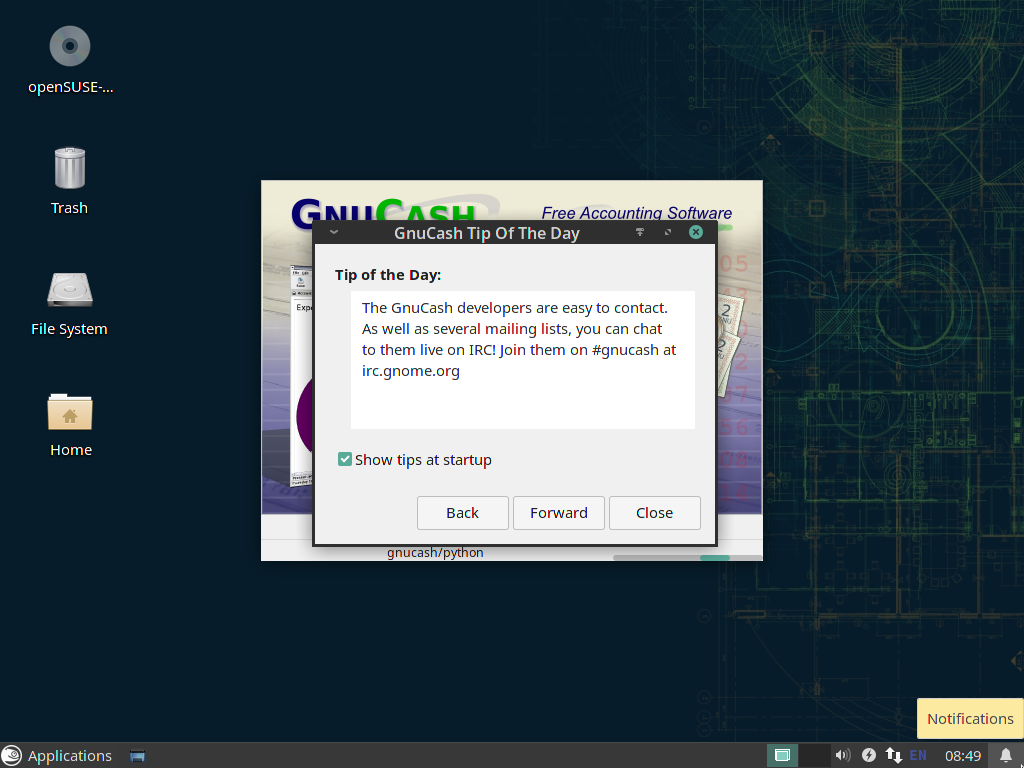 openSUSE-...
Trash
File System
Home
GNUCASH
Free Accounting Software
GnuCash Tip Of The Day
Tip of the Day:
The GnuCash developers are easy to contact.
As well as several mailing lists, you can chat
to them live on IRC! Join them on #gnucash at
irc.gnome.org
Show tips at startup
Back
Forward
Close
gnucash/python
Notifications
Applications
EN
08:49